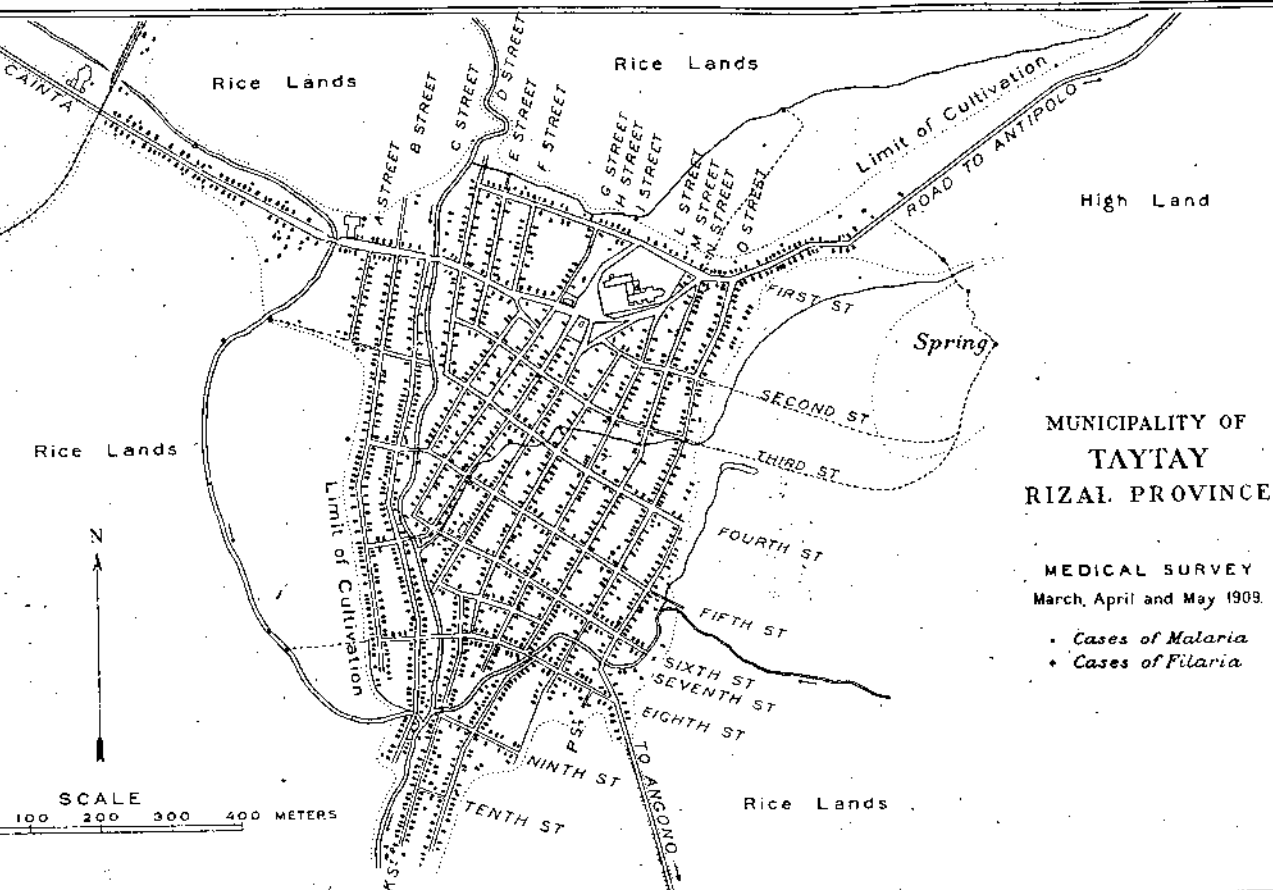 Rice Lands
Rice Lands
CAINTA
A STREET
B STREET
C STREET
D STREET
E STREET
F STREET
G STREET
H STREET
I STREET
L STREET
M STREET
N STREET
O STREET
Limit of Cultivation
ROAD TO ANTIPOLO
High Land
FIRST ST
Spring
SECOND ST
THIRD ST
FOURTH ST
FIFTH ST
SIXTH ST
SEVENTH ST
EIGHTH ST
NINTH ST
TENTH ST
P ST
K ST
TO ANGONO
Rice Lands
Limit of Cultivation
Rice Lands
N
SCALE
100 200 300 400 METERS
MUNICIPALITY OF
TAYTAY
RIZAL PROVINCE
MEDICAL SURVEY
March, April and May 1909.
Cases of Malaria
Cases of Filaria